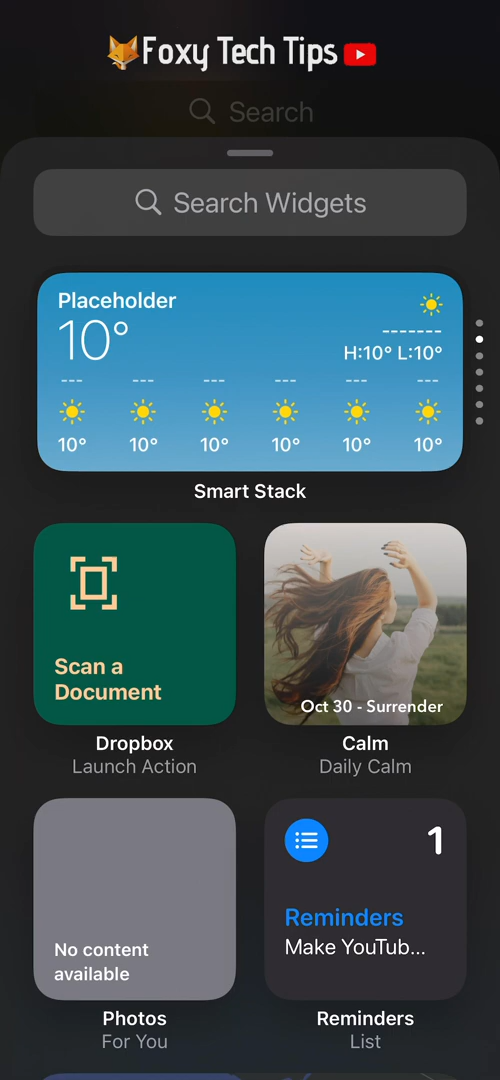 Foxy Tech Tips
Search
Search Widgets
Placeholder
10°
-------
H:10° L:10°
--- --- --- --- --- ---
10° 10° 10° 10° 10° 10°
Smart Stack
Scan a
Document
Dropbox
Launch Action
Oct 30 - Surrender
Calm
Daily Calm
No content
available
Photos
For You
1
Reminders
Make YouTub...
Reminders
List